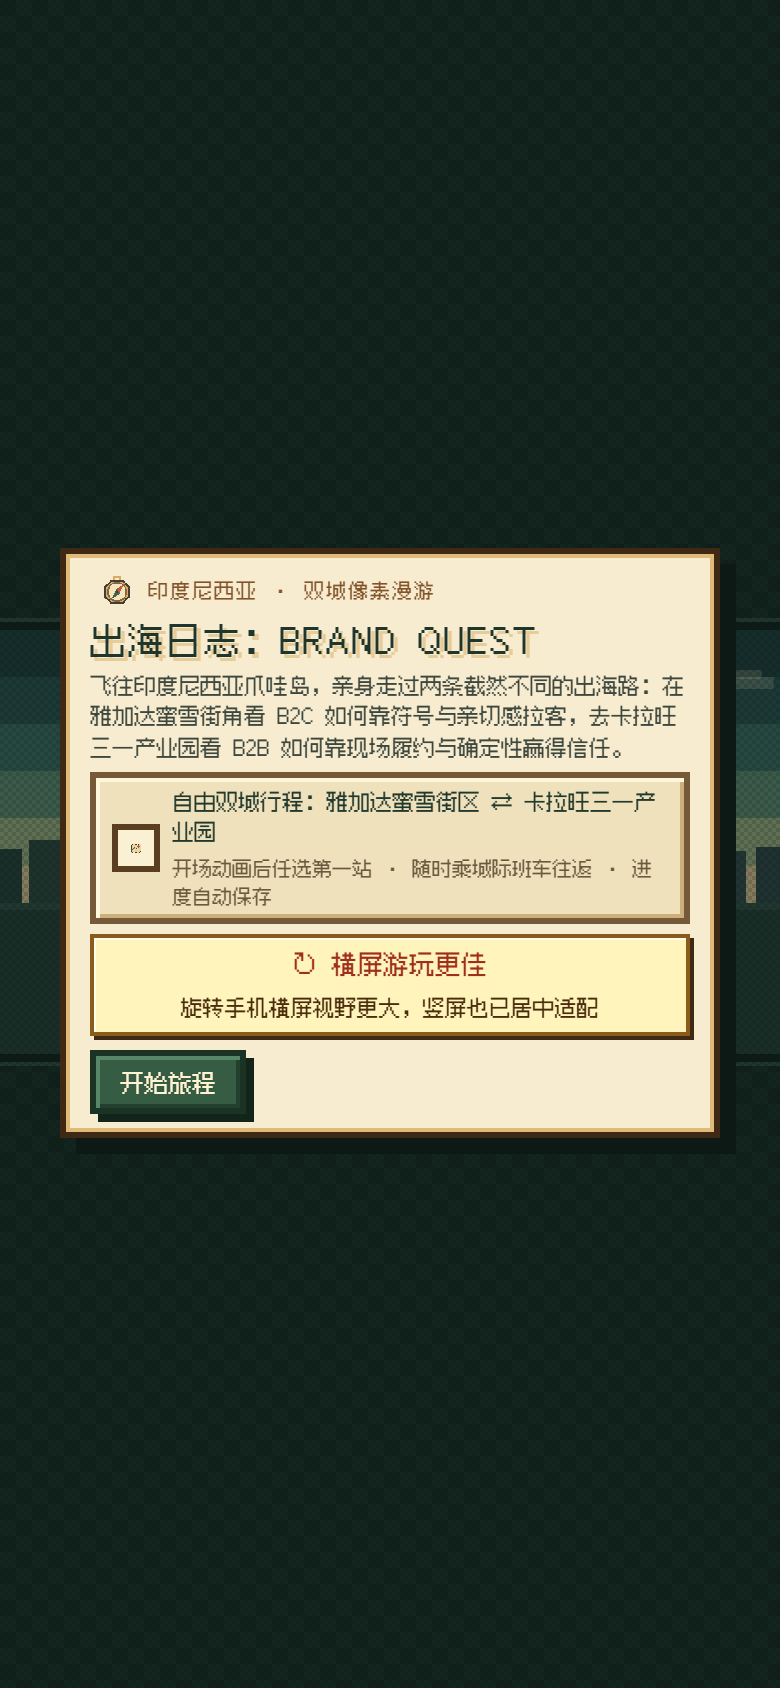 印度尼西亚 · 双城像素漫游
出海日志：BRAND QUEST
飞往印度尼西亚爪哇岛，亲身走过两条截然不同的出海路：在
雅加达蜜雪街角看 B2C 如何靠符号与亲切感拉客，去卡拉旺
三一产业园看 B2B 如何靠现场履约与确定性赢得信任。
自由双城行程：雅加达蜜雪街区 ⇄ 卡拉旺三一产
业园
开场动画后任选第一站 · 随时乘城际班车往返 · 进
度自动保存
↻ 横屏游玩更佳
旋转手机横屏视野更大，竖屏也已居中适配
开始旅程